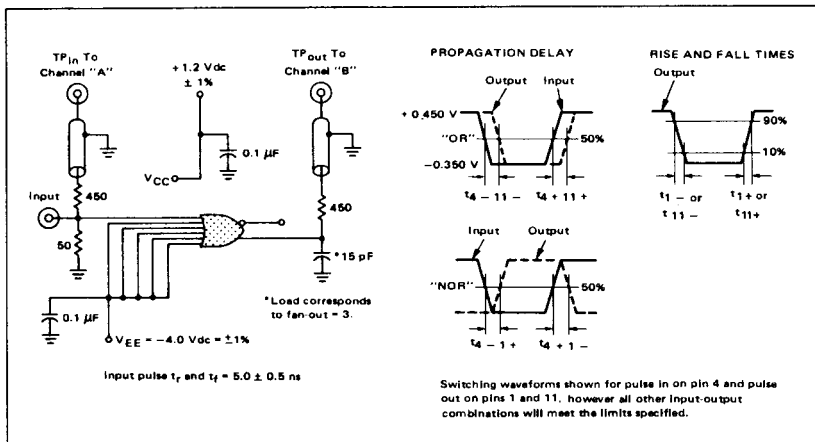 TPin To
Channel "A"
+1.2 Vdc
± 1%
TPout To
Channel "B"
0.1 µF
VCC
Input
450
50
450
*15 pF
0.1 µF
*Load corresponds
to fan-out = 3.
VEE = −4.0 Vdc = ±1%
Input pulse tr and tf = 5.0 ± 0.5 ns
PROPAGATION DELAY
Output Input
+ 0.450 V
"OR"
50%
−0.350 V
t4 − 11 − t4 + 11 +
Input Output
"NOR"
50%
t4 − 1 + t4 + 1 −
RISE AND FALL TIMES
Output
90%
10%
t1 − or t1+ or
t11 − t11+
Switching waveforms shown for pulse in on pin 4 and pulse
out on pins 1 and 11, however all other input-output
combinations will meet the limits specified.